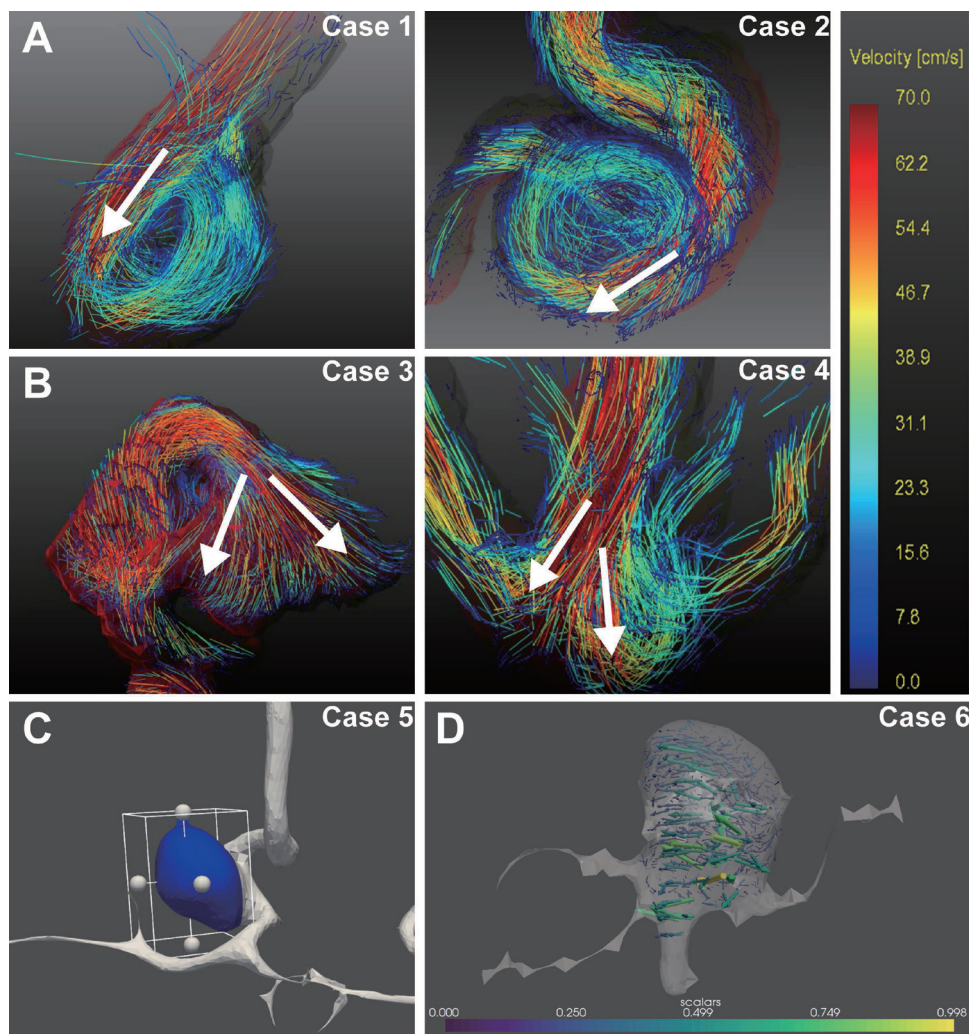 A
Case 1
Case 2
Velocity [cm/s]
70.0
62.2
54.4
46.7
38.9
31.1
23.3
15.6
7.8
0.0
B
Case 3
Case 4
C
Case 5
D
Case 6
scalars
0.000
0.250
0.499
0.749
0.998